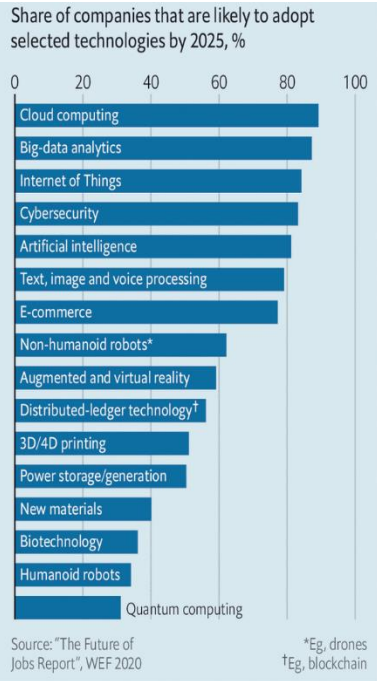 Share of companies that are likely to adopt
selected technologies by 2025, %
0 20 40 60 80 100
Cloud computing
Big-data analytics
Internet of Things
Cybersecurity
Artificial intelligence
Text, image and voice processing
E-commerce
Non-humanoid robots*
Augmented and virtual reality
Distributed-ledger technology†
3D/4D printing
Power storage/generation
New materials
Biotechnology
Humanoid robots
Quantum computing
Source: "The Future of
Jobs Report", WEF 2020
*Eg, drones
†Eg, blockchain